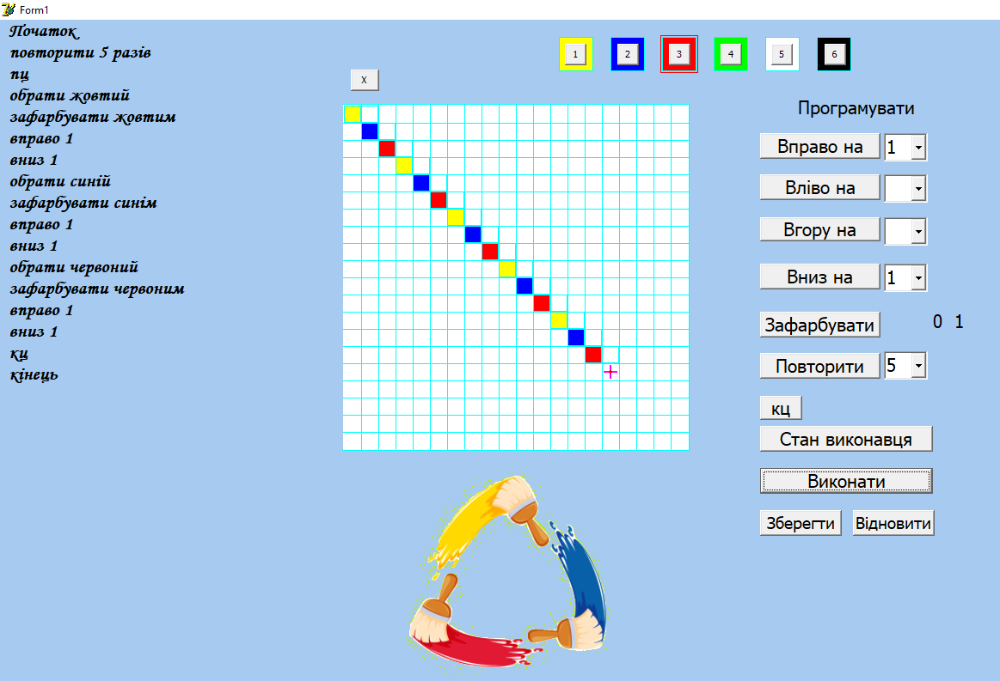 Form1
Початок
повторити 5 разів
пц
обрати жовтий
зафарбувати жовтим
вправо 1
вниз 1
обрати синій
зафарбувати синім
вправо 1
вниз 1
обрати червоний
зафарбувати червоним
вправо 1
вниз 1
кц
кінець
X
1 2 3 4 5 6
Програмувати
Вправо на 1
Вліво на
Вгору на
Вниз на 1
Зафарбувати 0 1
Повторити 5
кц
Стан виконавця
Виконати
Зберегти Відновити